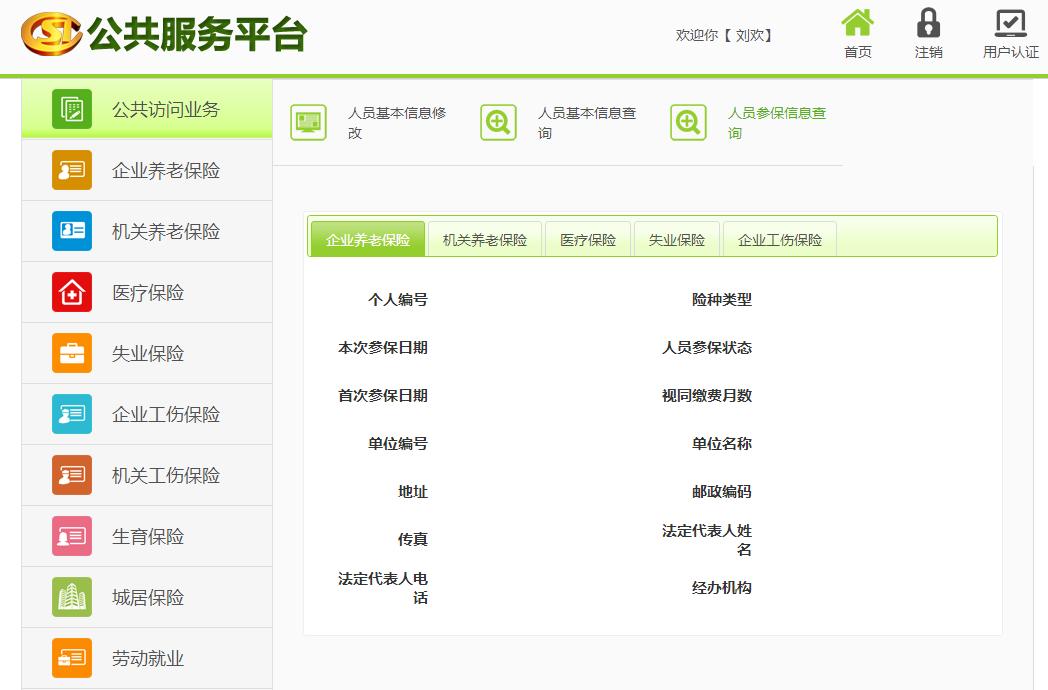 CSI 公共服务平台
欢迎你【 刘欢】
首页
注销
用户认证
公共访问业务
企业养老保险
机关养老保险
医疗保险
失业保险
企业工伤保险
机关工伤保险
生育保险
城居保险
劳动就业
人员基本信息修
改
人员基本信息查
询
人员参保信息查
询
企业养老保险 机关养老保险 医疗保险 失业保险 企业工伤保险
个人编号 险种类型
本次参保日期 人员参保状态
首次参保日期 视同缴费月数
单位编号 单位名称
地址 邮政编码
传真 法定代表人姓
名
法定代表人电
话 经办机构